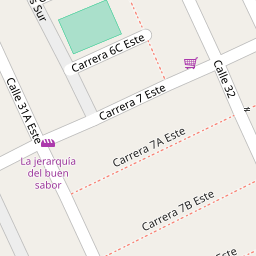 s Sur
Carrera 6C Este
Calle 31A Este
Carrera 7 Este
Calle 32
La jerarquía
del buen
sabor
Carrera 7A Este
Carrera 7B Este